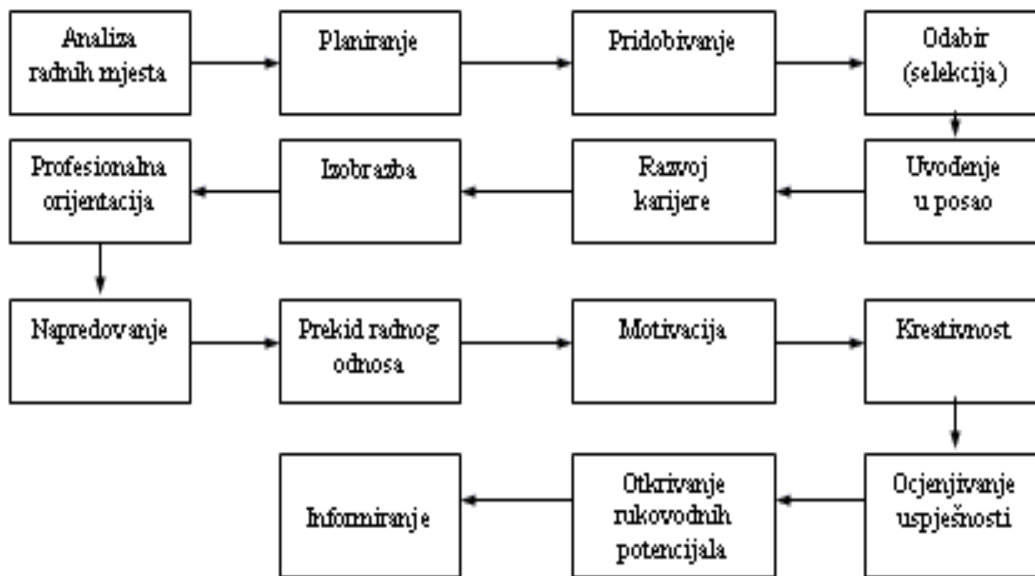 Analiza
radnih mjesta
Planiranje
Pridobivanje
Odabir
(selekcija)
Uvođenje
u posao
Razvoj
karijere
Izobrazba
Profesionalna
orijentacija
Napredovanje
Prekid radnog
odnosa
Motivacija
Kreativnost
Ocjenjivanje
uspješnosti
Otkrivanje
rukovodnih
potencijala
Informiranje